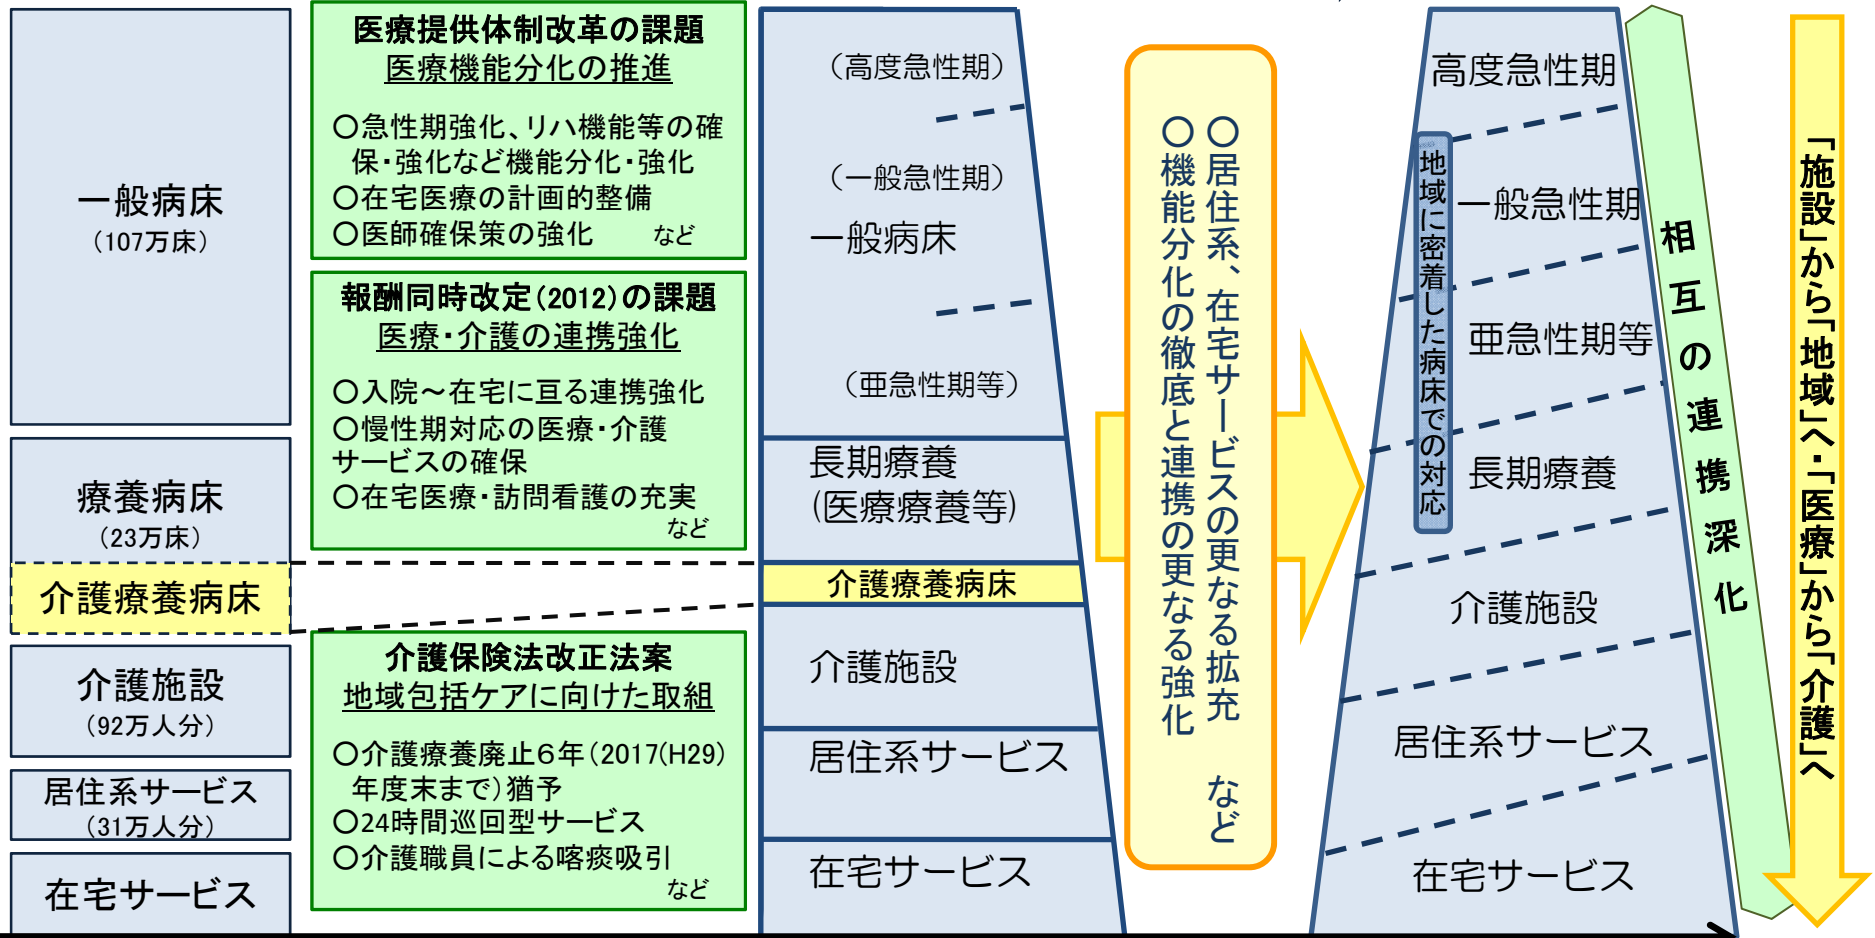 一般病床
（107万床）
療養病床
（23万床）
介護療養病床
介護施設
（92万人分）
居住系サービス
（31万人分）
在宅サービス
医療提供体制改革の課題
医療機能分化の推進
○急性期強化、リハ機能等の確
保・強化など機能分化・強化
○在宅医療の計画的整備
○医師確保策の強化　　など
報酬同時改定（2012）の課題
医療・介護の連携強化
○入院～在宅に亘る連携強化
○慢性期対応の医療・介護
サービスの確保
○在宅医療・訪問看護の充実
など
介護保険法改正法案
地域包括ケアに向けた取組
○介護療養廃止６年（2017(H29)
年度末まで）猶予
○24時間巡回型サービス
○介護職員による喀痰吸引
など
（高度急性期）
（一般急性期）
一般病床
（亜急性期等）
長期療養
（医療療養等）
介護療養病床
介護施設
居住系サービス
在宅サービス
○居住系、在宅サービスの更なる拡充　など
○機能分化の徹底と連携の更なる強化
高度急性期
一般急性期
亜急性期等
長期療養
介護施設
居住系サービス
在宅サービス
地域に密着した病床での対応
相互の連携深化
「施設」から「地域」へ・「医療」から「介護」へ